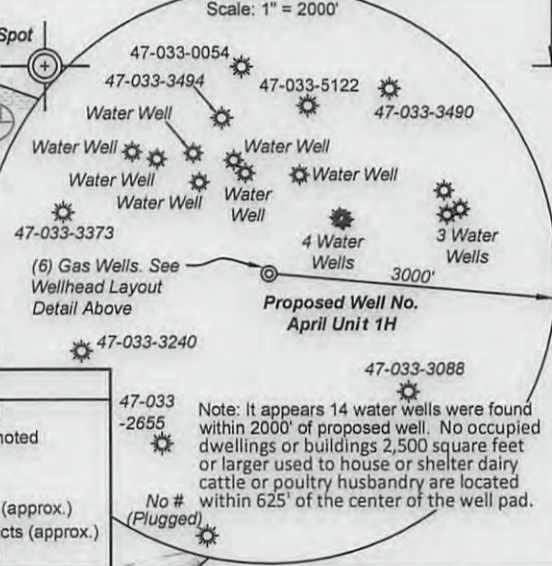 Scale: 1" = 2000'
Spot
47-033-0054
47-033-3494
47-033-5122
47-033-3490
Water Well
Water Well
Water Well
Water Well
Water Well
Water Well
Water
Well
47-033-3373
4 Water
Wells
3 Water
Wells
(6) Gas Wells. See
Wellhead Layout
Detail Above
3000'
Proposed Well No.
April Unit 1H
47-033-3240
47-033-3088
47-033
-2655
noted
Note: It appears 14 water wells were found
within 2000' of proposed well. No occupied
dwellings or buildings 2,500 square feet
or larger used to house or shelter dairy
cattle or poultry husbandry are located
within 625' of the center of the well pad.
(approx.)
cts (approx.)
No #
(Plugged)